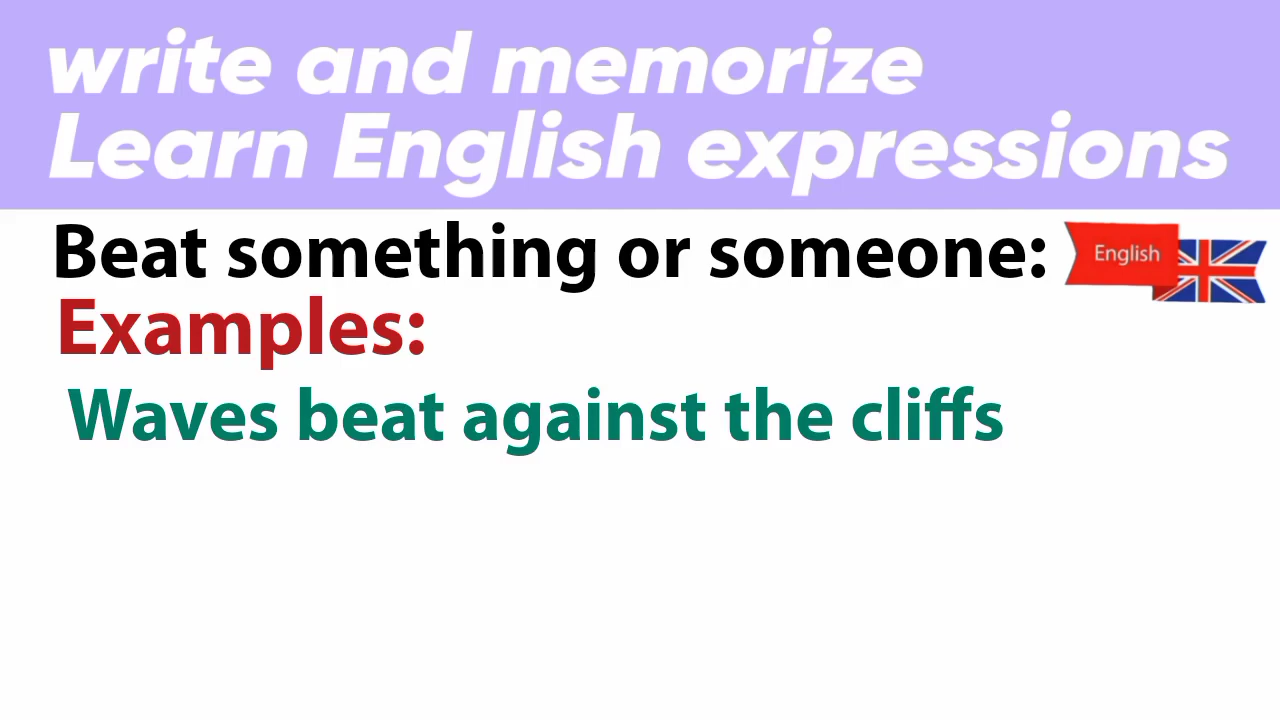 write and memorize
Learn English expressions
Beat something or someone:
English
Examples:
Waves beat against the cliffs